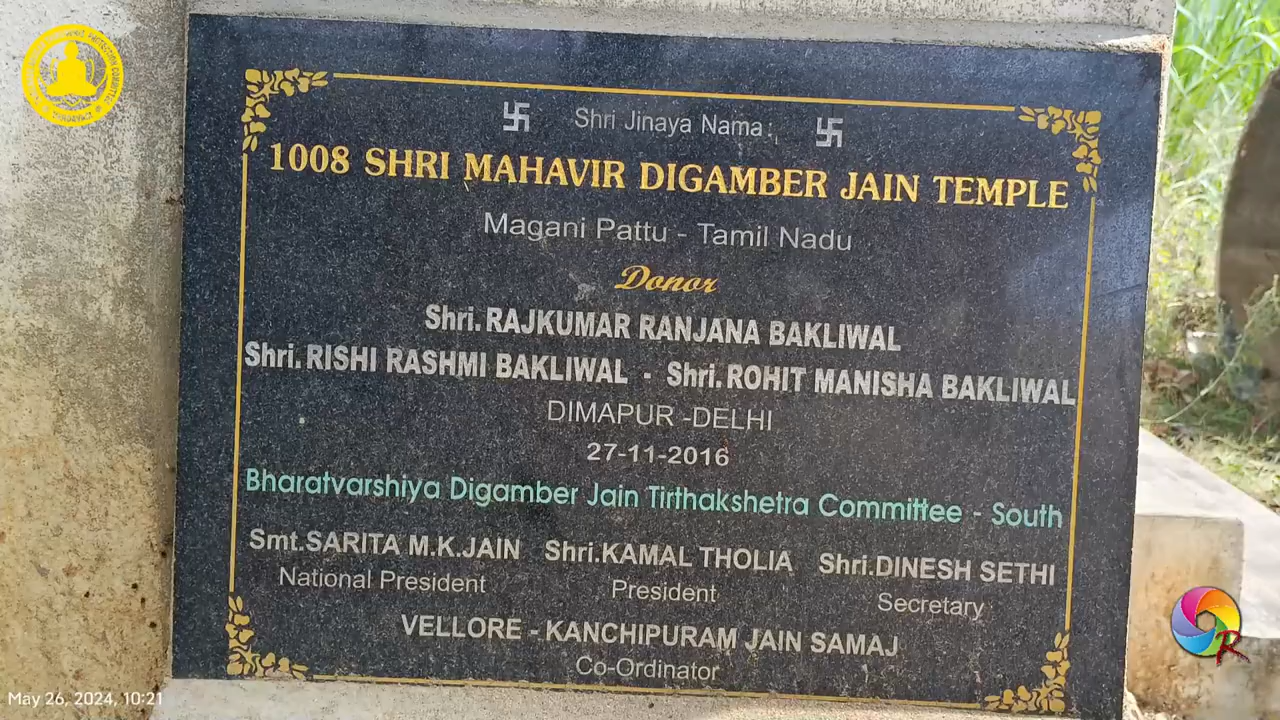 卐 Shri Jinaya Nama: 卐
1008 SHRI MAHAVIR DIGAMBER JAIN TEMPLE
Magani Pattu - Tamil Nadu
Donor
Shri. RAJKUMAR RANJANA BAKLIWAL
Shri. RISHI RASHMI BAKLIWAL - Shri. ROHIT MANISHA BAKLIWAL
DIMAPUR -DELHI
27-11-2016
Bharatvarshiya Digamber Jain Tirthakshetra Committee - South
Smt.SARITA M.K.JAIN Shri.KAMAL THOLIA Shri.DINESH SETHI
National President President Secretary
VELLORE - KANCHIPURAM JAIN SAMAJ
Co-Ordinator
May 26, 2024, 10:21
R